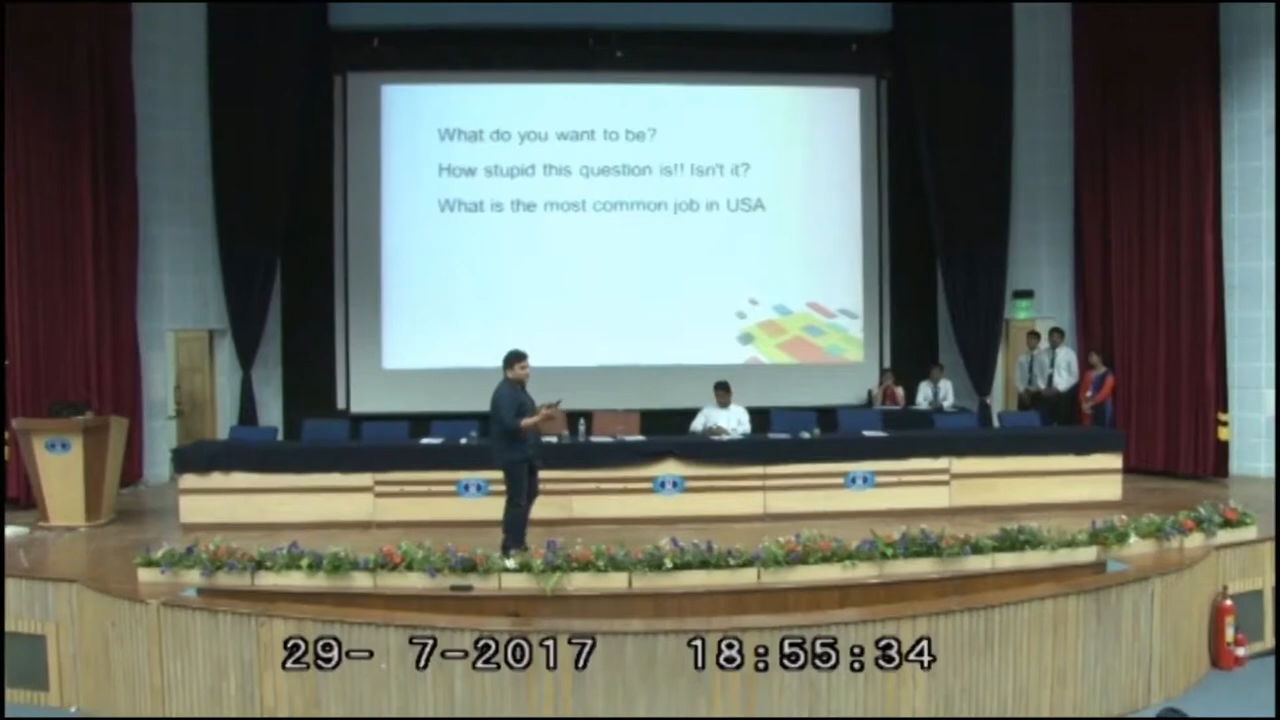 What do you want to be?
How stupid this question is!! Isn't it?
What is the most common job in USA
29- 7-2017 18:55:34